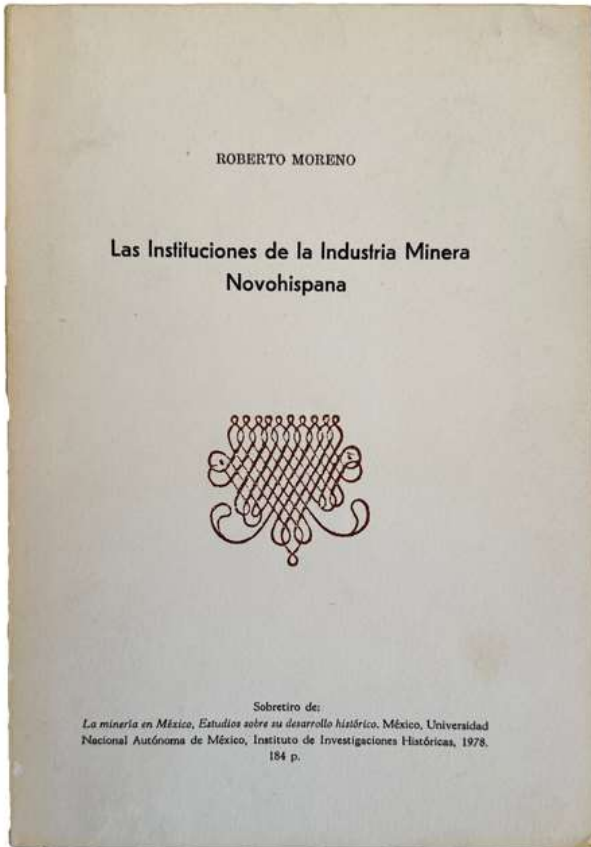 ROBERTO MORENO
Las Instituciones de la Industria Minera
Novohispana
Sobretiro de:
La minería en México, Estudios sobre su desarrollo histórico. México, Universidad
Nacional Autónoma de México, Instituto de Investigaciones Históricas, 1978.
184 p.